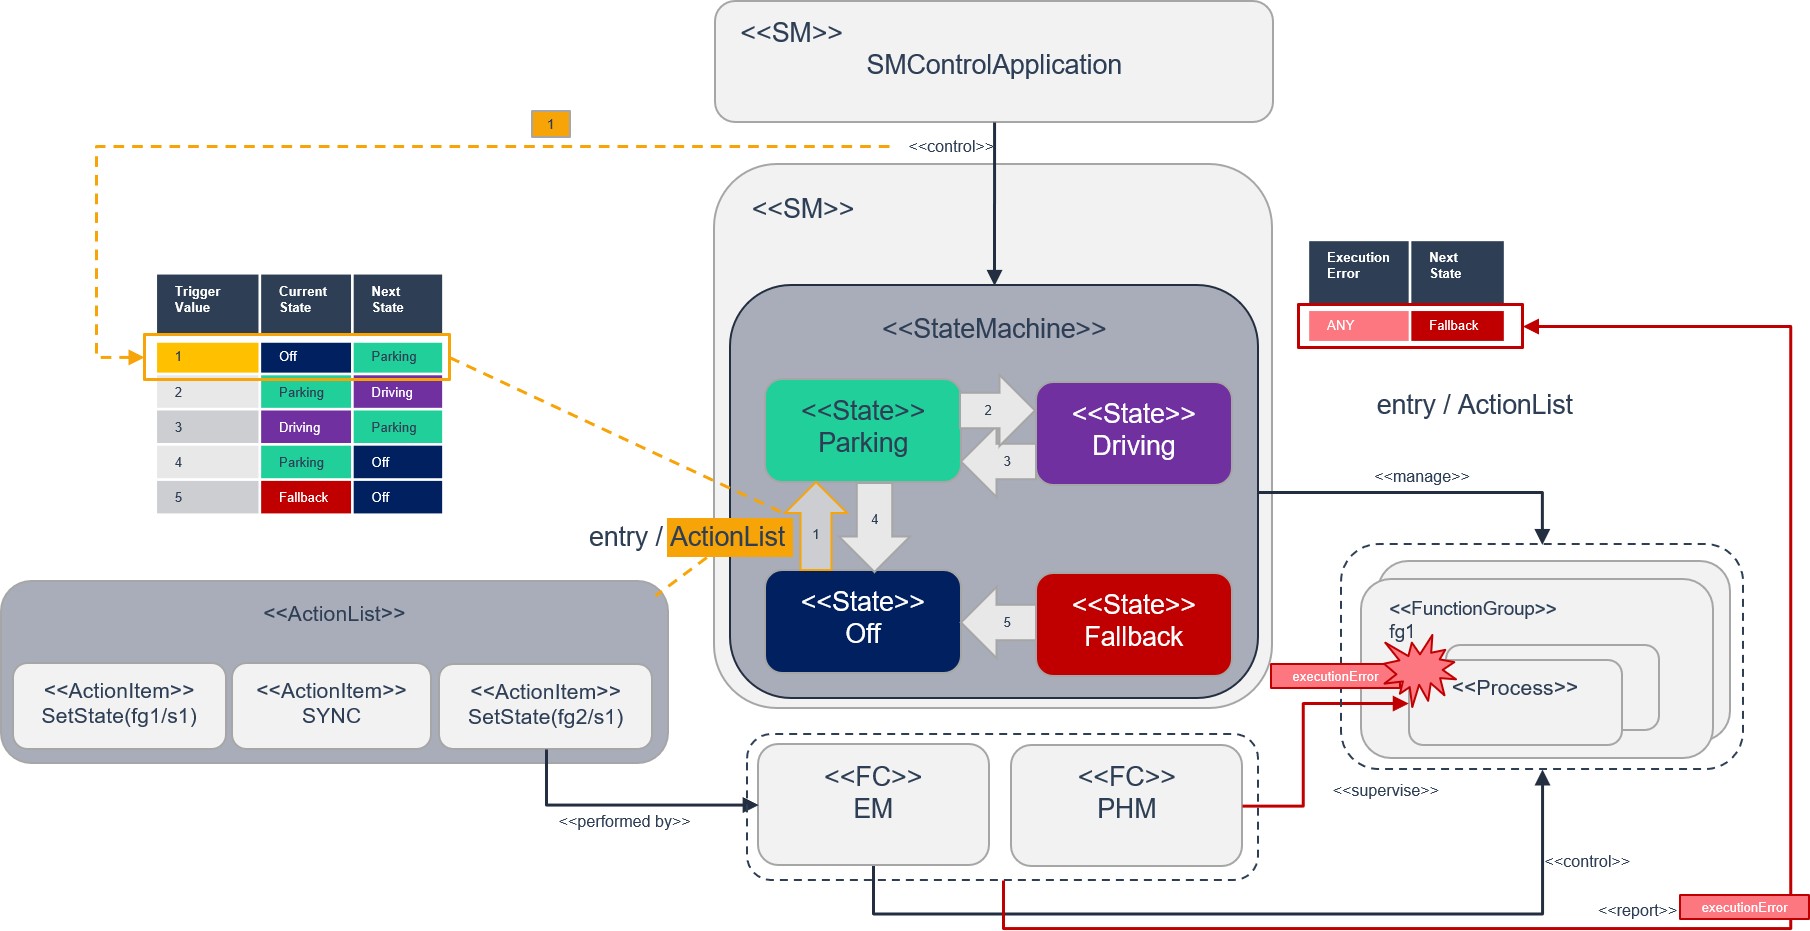 <<SM>>
SMControlApplication
1
<<control>>
<<SM>>
Execution Error
Next State
ANY
Fallback
Trigger Value
Current State
Next State
1
Off
Parking
2
Parking
Driving
3
Driving
Parking
4
Parking
Off
5
Fallback
Off
<<StateMachine>>
<<State>>
Parking
2
3
<<State>>
Driving
entry / ActionList
<<manage>>
entry / ActionList
1
4
<<State>>
Off
5
<<State>>
Fallback
<<ActionList>>
<<ActionItem>>
SetState(fg1/s1)
<<ActionItem>>
SYNC
<<ActionItem>>
SetState(fg2/s1)
<<FunctionGroup>>
fg1
executionError
<<Process>>
<<performed by>>
<<FC>>
EM
<<FC>>
PHM
<<supervise>>
<<control>>
<<report>>
executionError